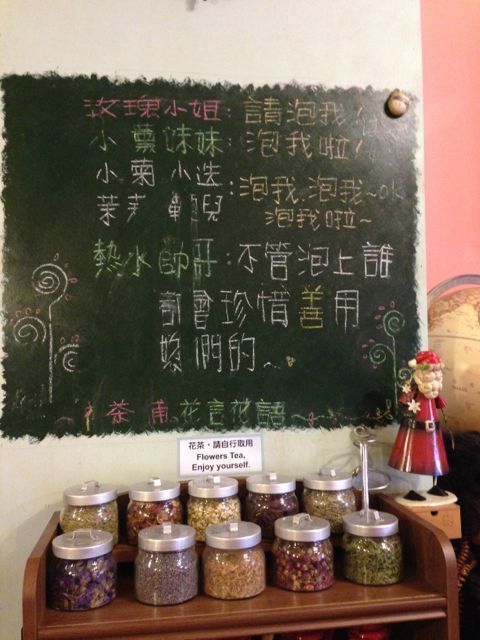 玫瑰小姐:請泡我!
小薰妹妹:泡我啦!
小菊 小迷
:泡我,泡我~ok
茉莉 兒
泡我啦~
熱水帥哥:不管泡上誰
都會珍惜善用
妳們的~
~茶 花言花語~
花茶‧請自行取用
Flowers Tea,
Enjoy yourself.